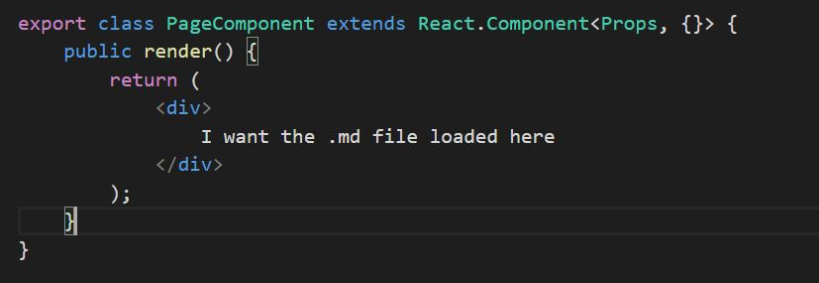 export class PageComponent extends React.Component<Props, {}> {
    public render() {
        return (
            <div>
                I want the .md file loaded here
            </div>
        );
    }
}